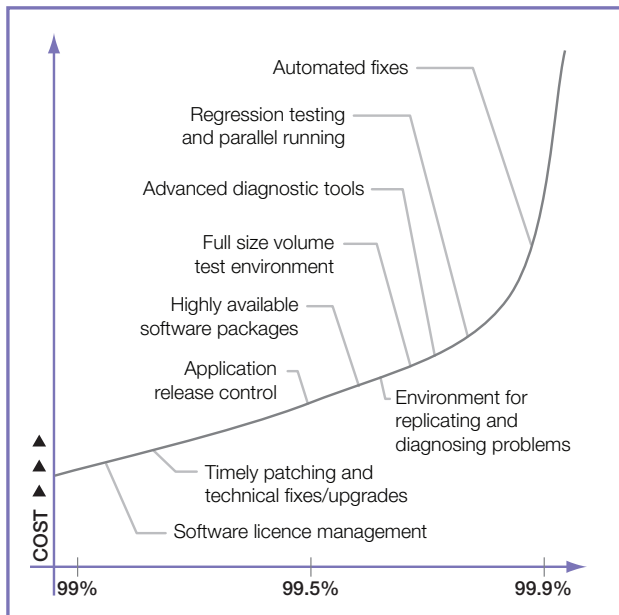 Automated fixes
Regression testing
and parallel running
Advanced diagnostic tools
Full size volume
test environment
Highly available
software packages
Application
release control
Environment for
replicating and
diagnosing problems
Timely patching and
technical fixes/upgrades
Software licence management
COST
99%
99.5%
99.9%